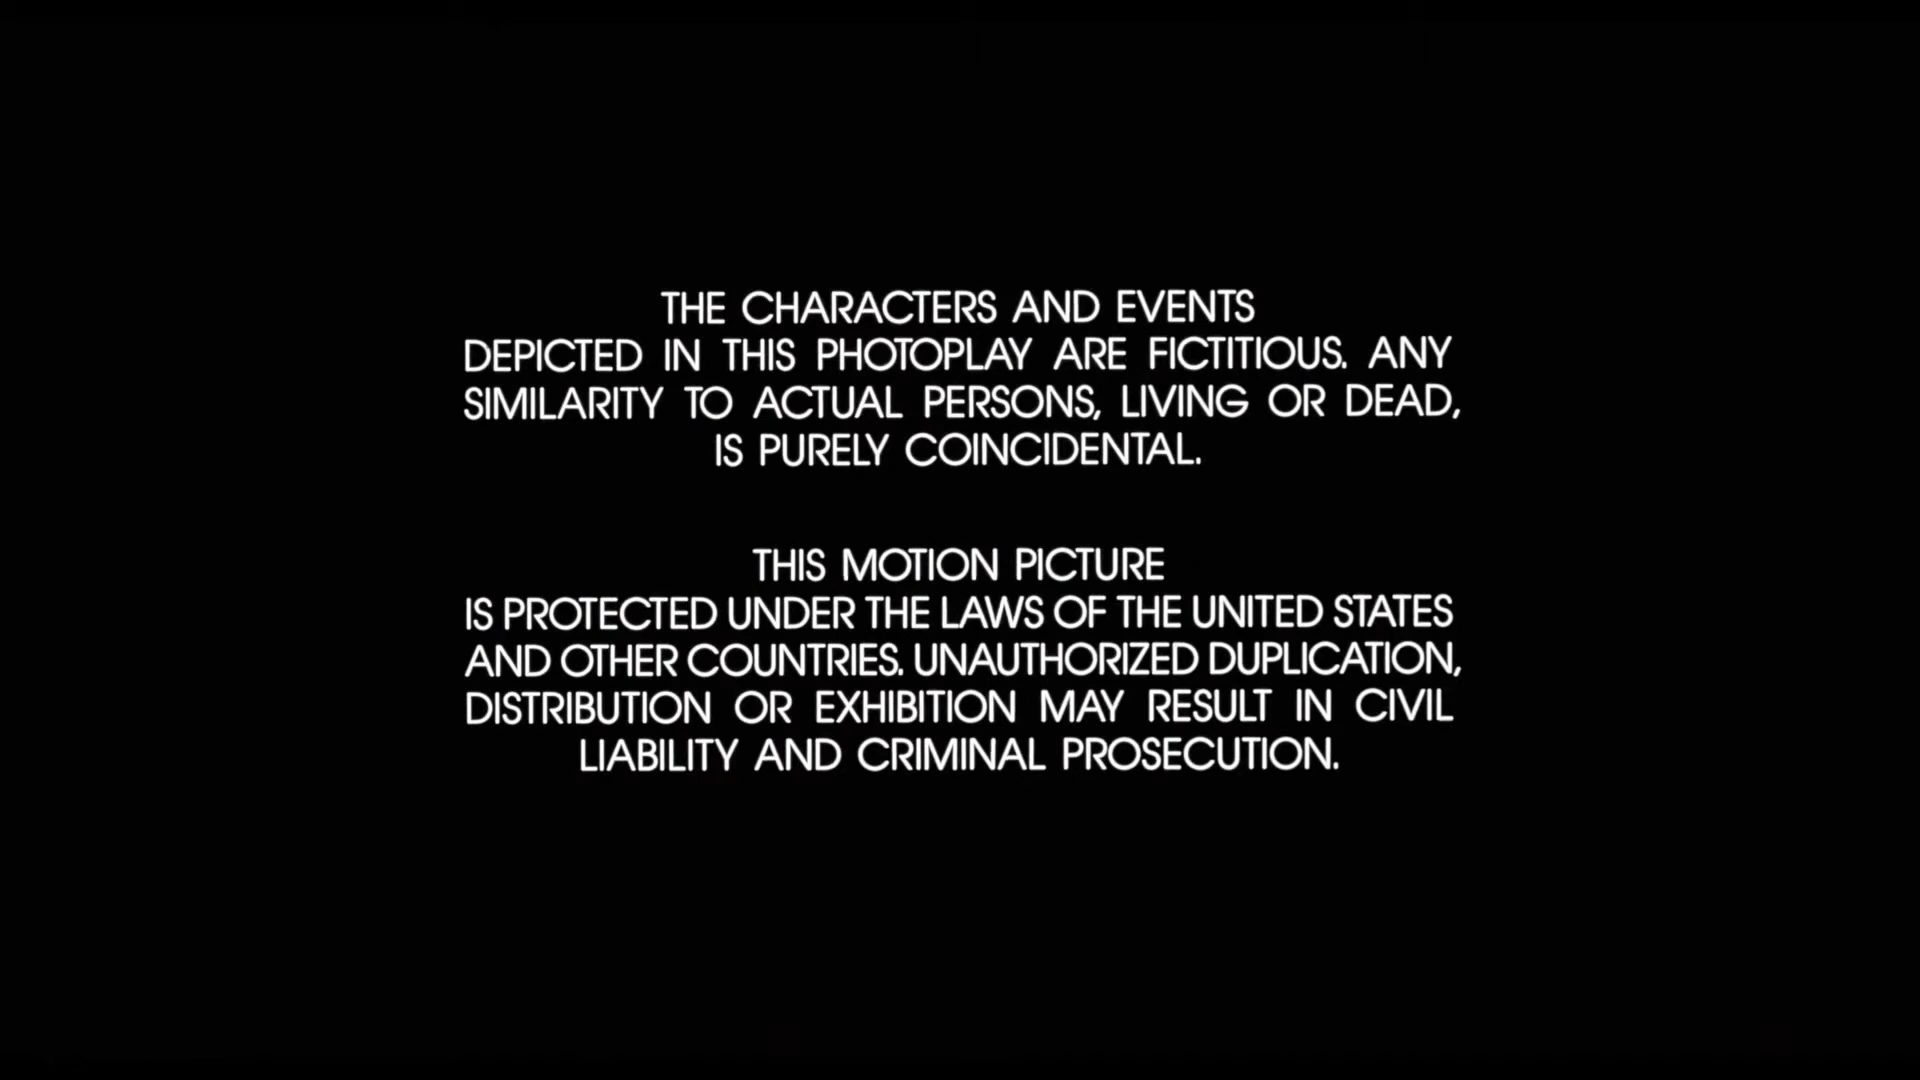 THE CHARACTERS AND EVENTS
DEPICTED IN THIS PHOTOPLAY ARE FICTITIOUS. ANY
SIMILARITY TO ACTUAL PERSONS, LIVING OR DEAD,
IS PURELY COINCIDENTAL.
THIS MOTION PICTURE
IS PROTECTED UNDER THE LAWS OF THE UNITED STATES
AND OTHER COUNTRIES. UNAUTHORIZED DUPLICATION,
DISTRIBUTION OR EXHIBITION MAY RESULT IN CIVIL
LIABILITY AND CRIMINAL PROSECUTION.